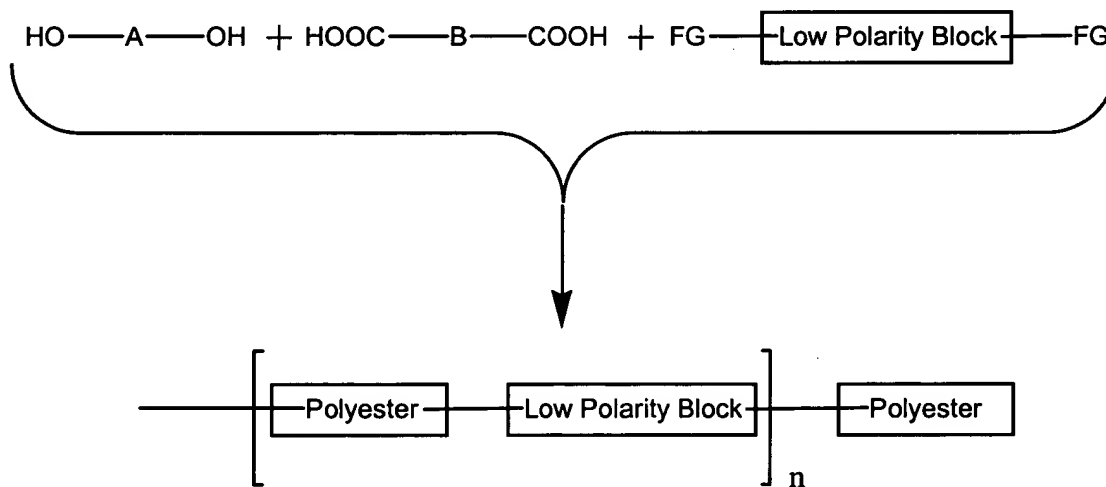 HO—A—OH + HOOC—B—COOH + FG—Low Polarity Block—FG
Polyester—Low Polarity Block—Polyester
n